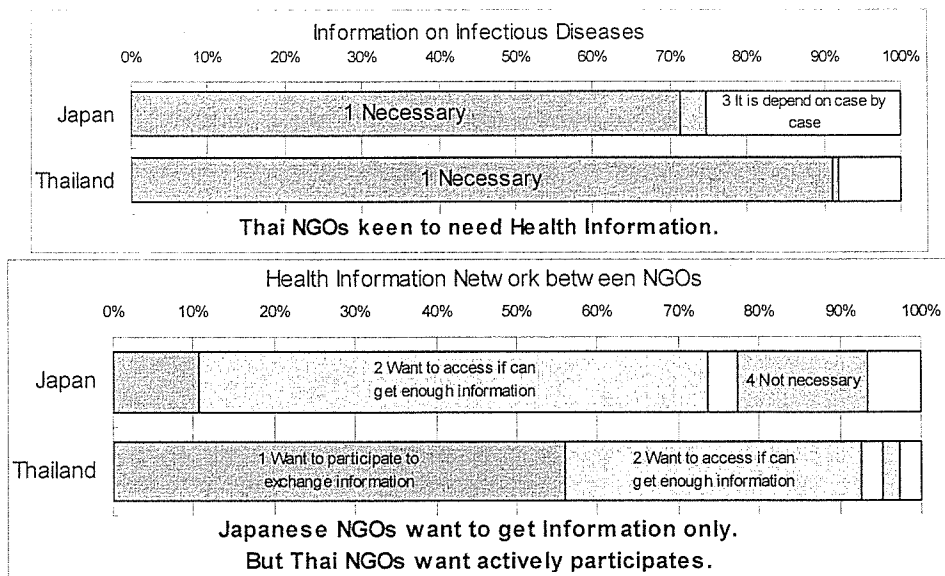 Information on Infectious Diseases
0% 10% 20% 30% 40% 50% 60% 70% 80% 90% 100%
Japan
1 Necessary
3 It is depend on case by
case
Thailand
1 Necessary
Thai NGOs keen to need Health Information.
Health Information Network between NGOs
0% 10% 20% 30% 40% 50% 60% 70% 80% 90% 100%
Japan
2 Want to access if can
get enough information
4 Not necessary
Thailand
1 Want to participate to
exchange information
2 Want to access if can
get enough information
Japanese NGOs want to get Information only.
But Thai NGOs want actively participates.